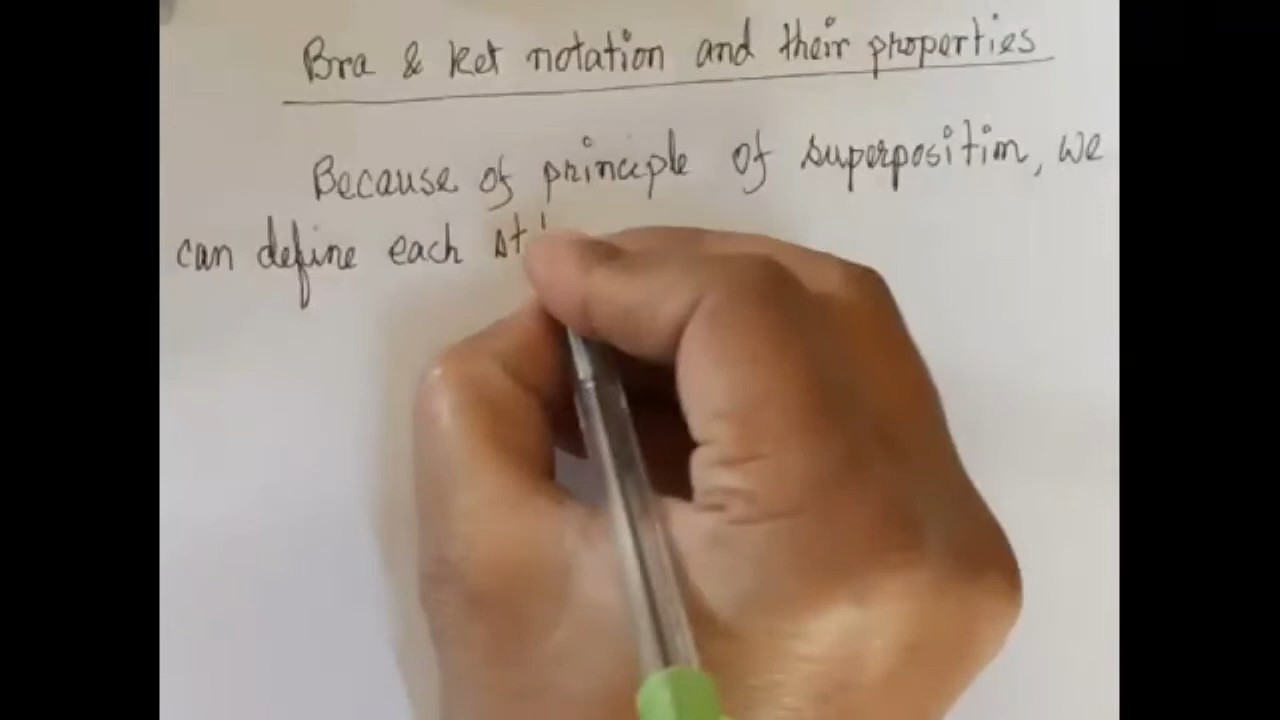 Bra & ket notation and their properties
Because of principle of superposition, we
can define each